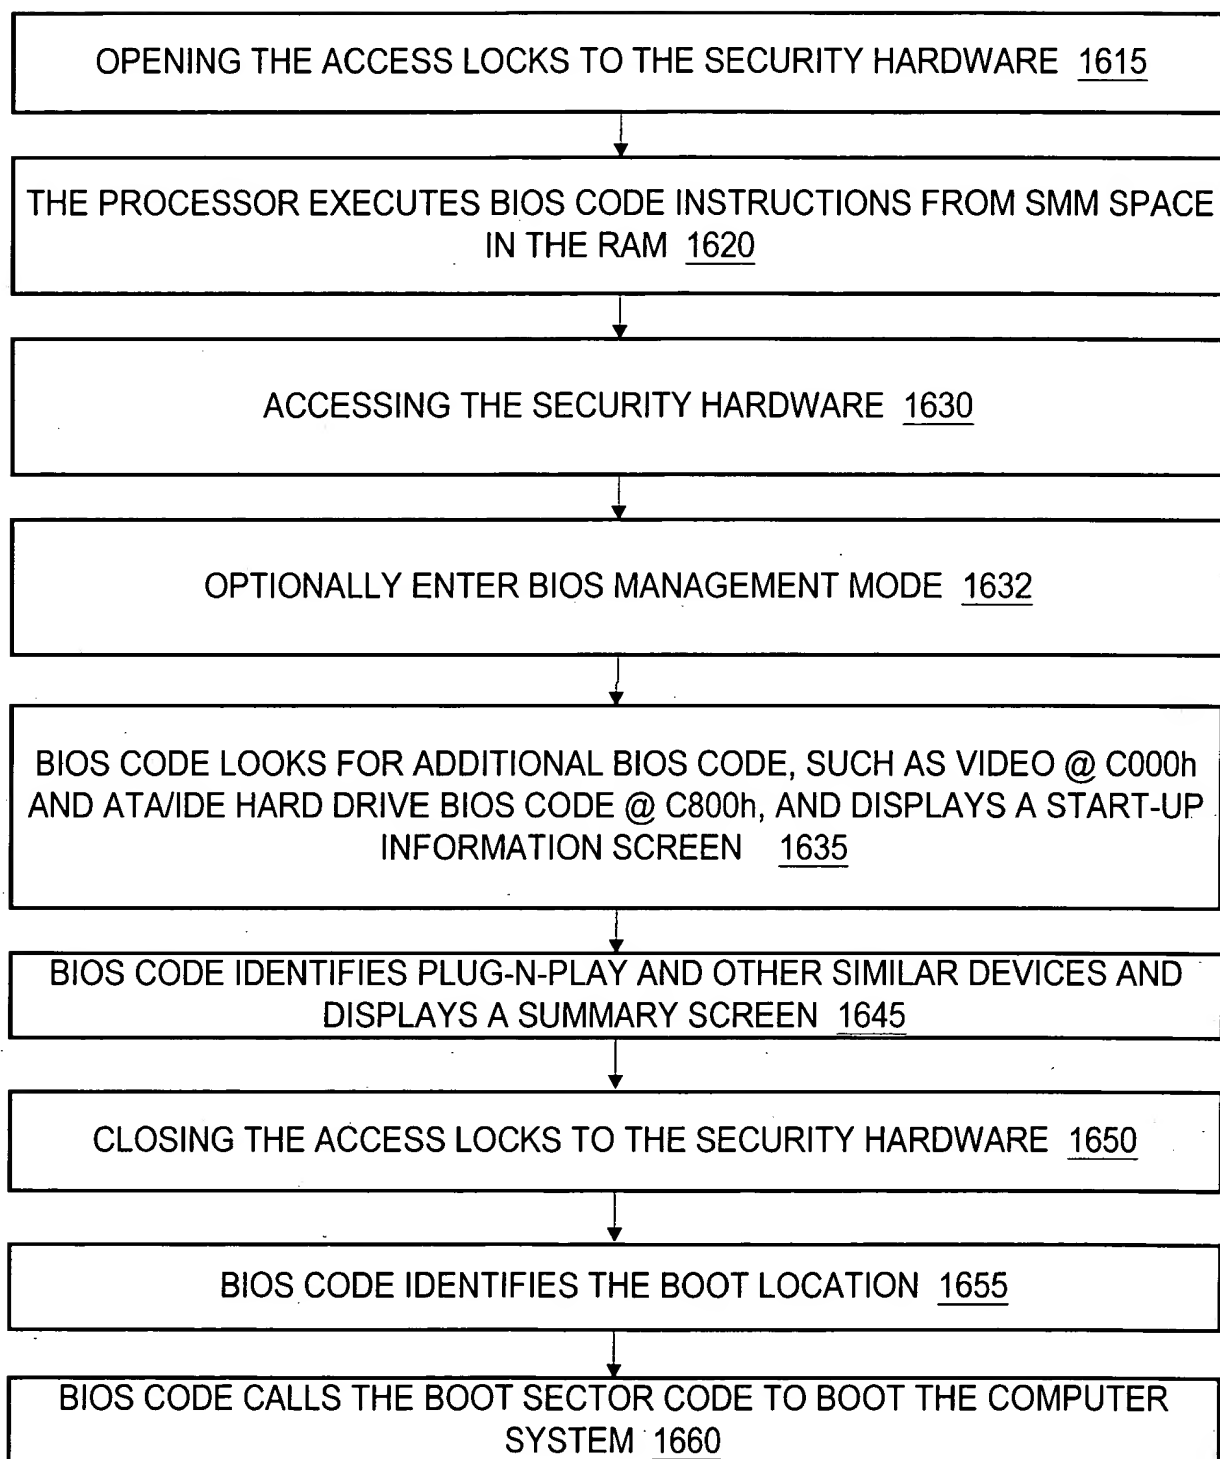 OPENING THE ACCESS LOCKS TO THE SECURITY HARDWARE 1615
THE PROCESSOR EXECUTES BIOS CODE INSTRUCTIONS FROM SMM SPACE
IN THE RAM 1620
ACCESSING THE SECURITY HARDWARE 1630
OPTIONALLY ENTER BIOS MANAGEMENT MODE 1632
BIOS CODE LOOKS FOR ADDITIONAL BIOS CODE, SUCH AS VIDEO @ C000h
AND ATA/IDE HARD DRIVE BIOS CODE @ C800h, AND DISPLAYS A START-UP
INFORMATION SCREEN 1635
BIOS CODE IDENTIFIES PLUG-N-PLAY AND OTHER SIMILAR DEVICES AND
DISPLAYS A SUMMARY SCREEN 1645
CLOSING THE ACCESS LOCKS TO THE SECURITY HARDWARE 1650
BIOS CODE IDENTIFIES THE BOOT LOCATION 1655
BIOS CODE CALLS THE BOOT SECTOR CODE TO BOOT THE COMPUTER
SYSTEM 1660